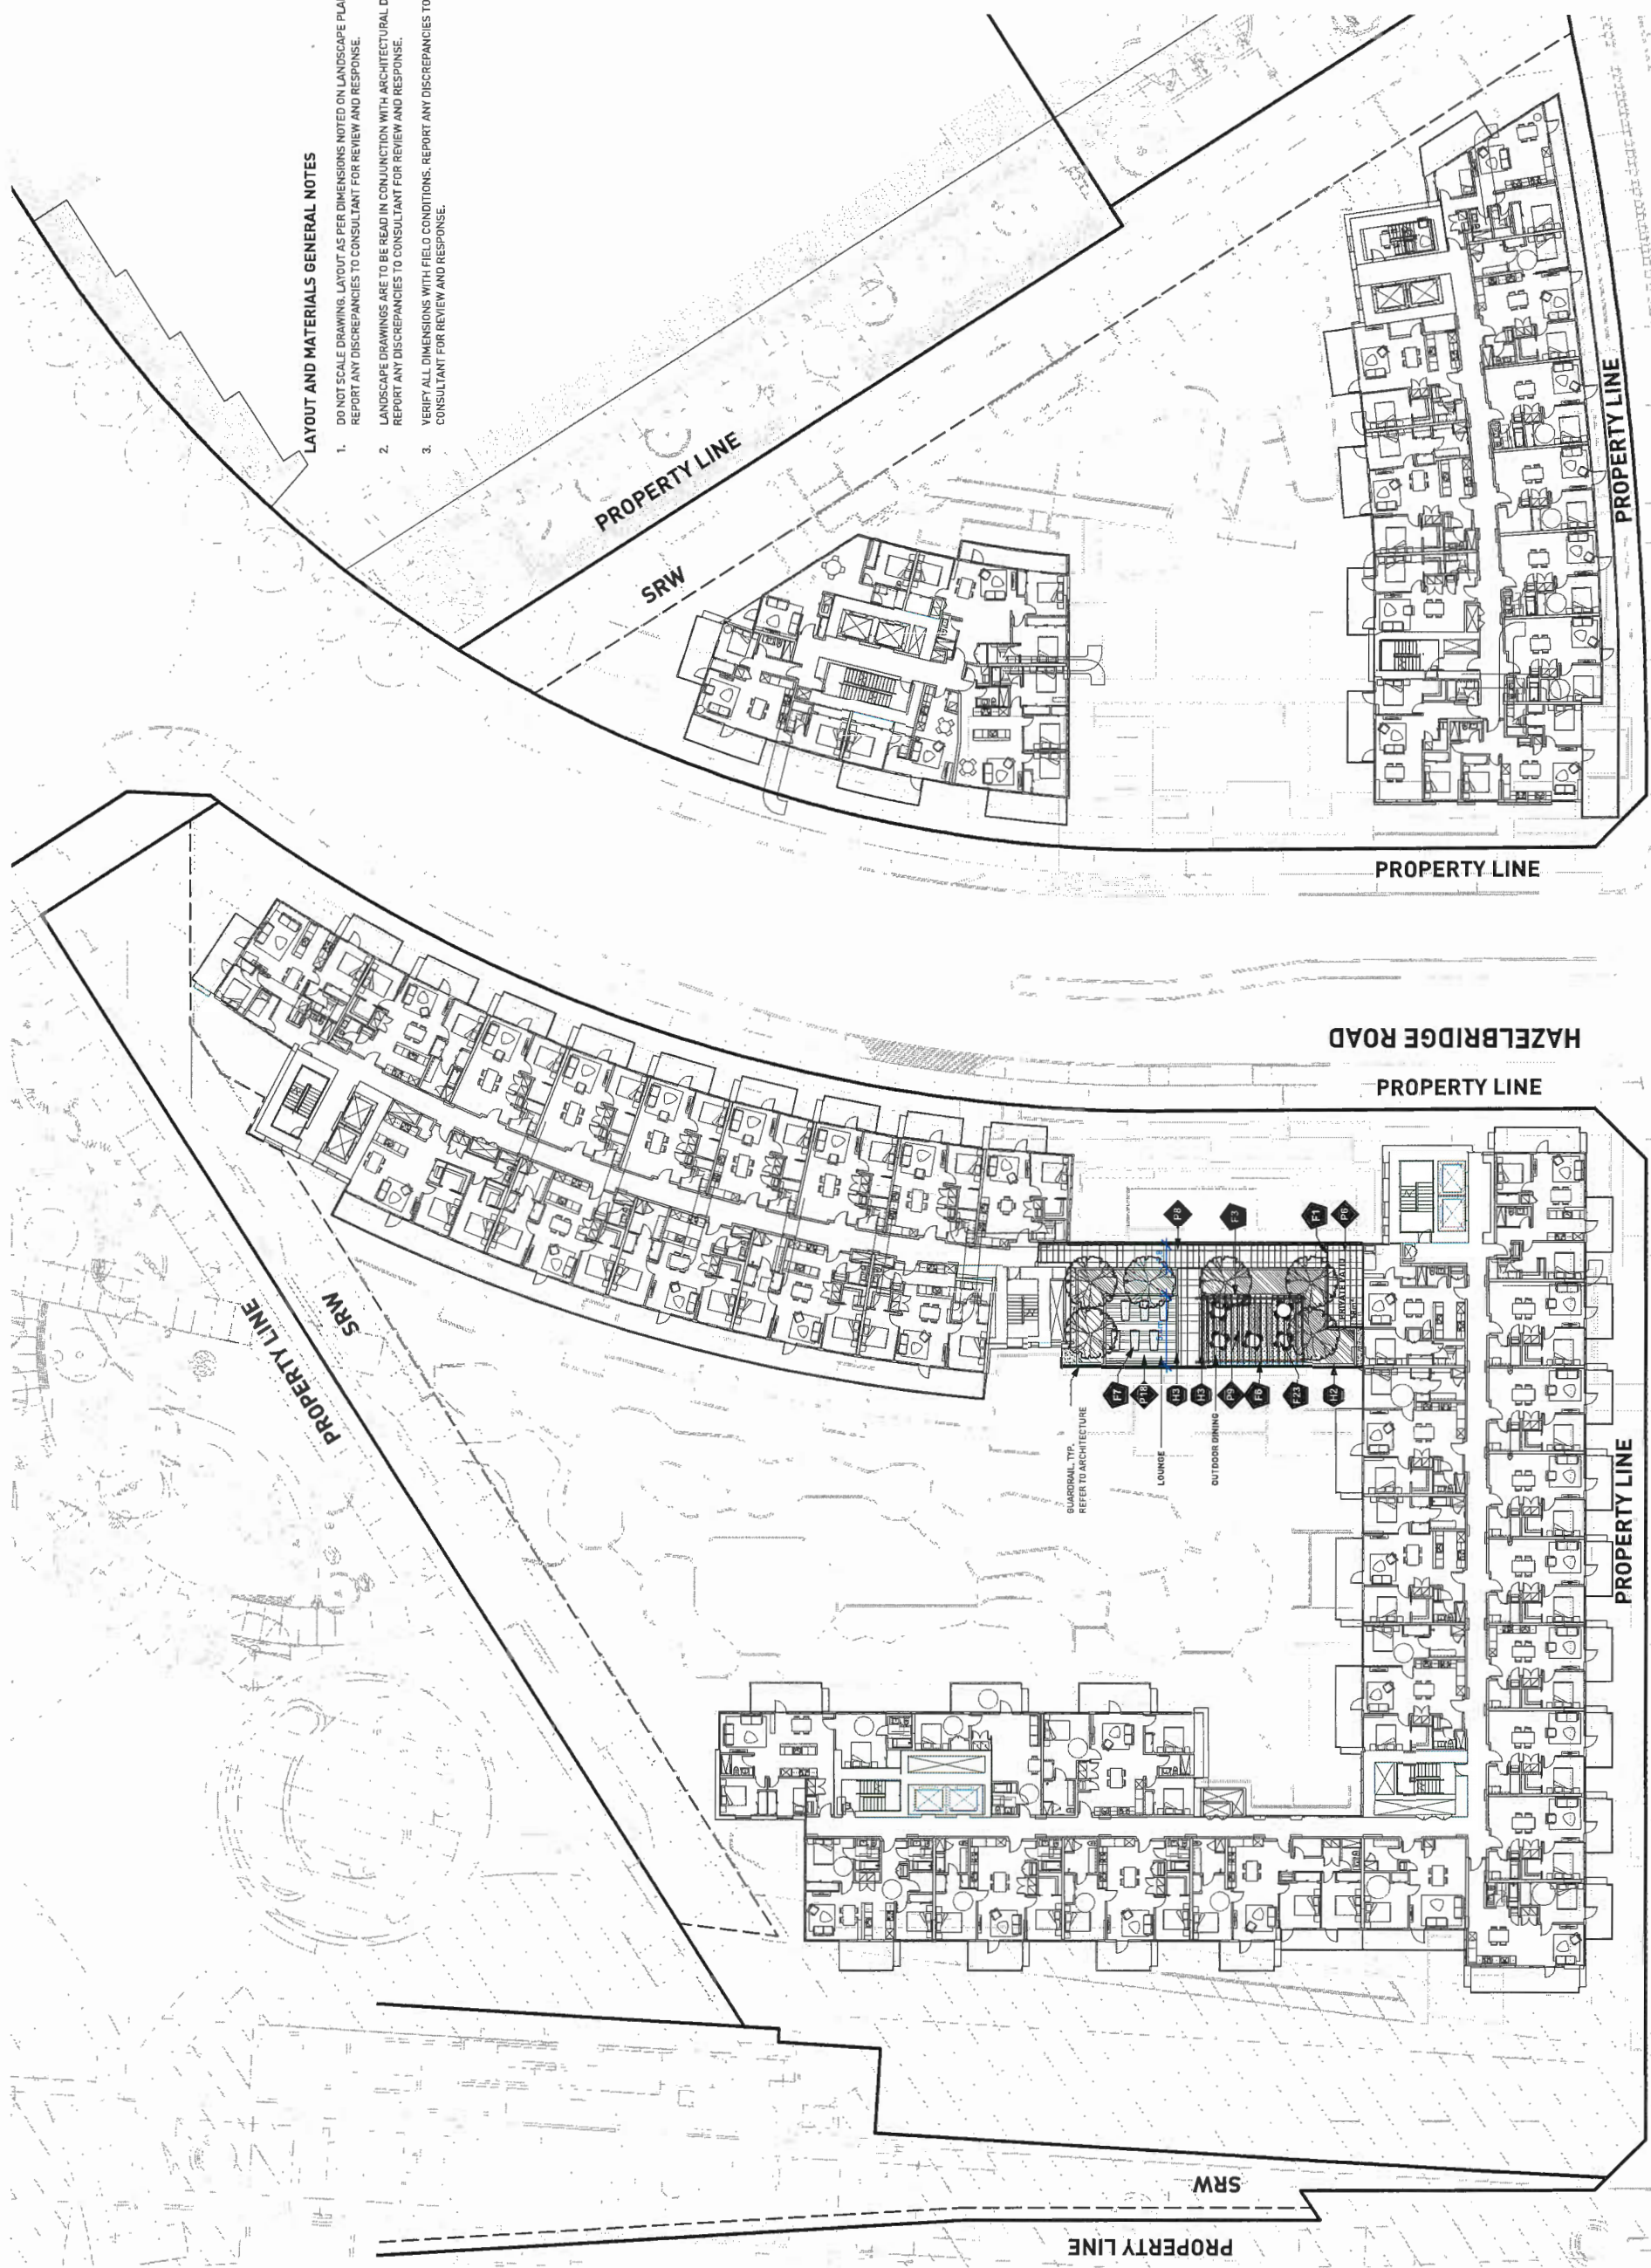 LAYOUT AND MATERIALS GENERAL NOTES
1. DO NOT SCALE DRAWING. LAYOUT AS PER DIMENSIONS NOTED ON LANDSCAPE
REPORT ANY DISCREPANCIES TO CONSULTANT FOR REVIEW AND RESPONSE.
2. LANDSCAPE DRAWINGS ARE TO BE READ IN CONJUNCTION WITH ARCHITECTURAL
REPORT ANY DISCREPANCIES TO CONSULTANT FOR REVIEW AND RESPONSE.
3. VERIFY ALL DIMENSIONS WITH FIELD CONDITIONS. REPORT ANY DISCREPANCIES TO
CONSULTANT FOR REVIEW AND RESPONSE.
PROPERTY LINE
SRW
PROPERTY LINE
PROPERTY LINE
HAZELBRIDGE ROAD
PROPERTY LINE
PROPERTY LINE
SRW
P8
F3
F1
P6
PRIVATE PATIO
F7
P18
H3
H3
P9
F6
F23
H2
GUARDRAIL, TYP.
REFER TO ARCHITECTURE
LOUNGE
OUTDOOR DINING
PROPERTY LINE
SRW
PROPERTY LINE